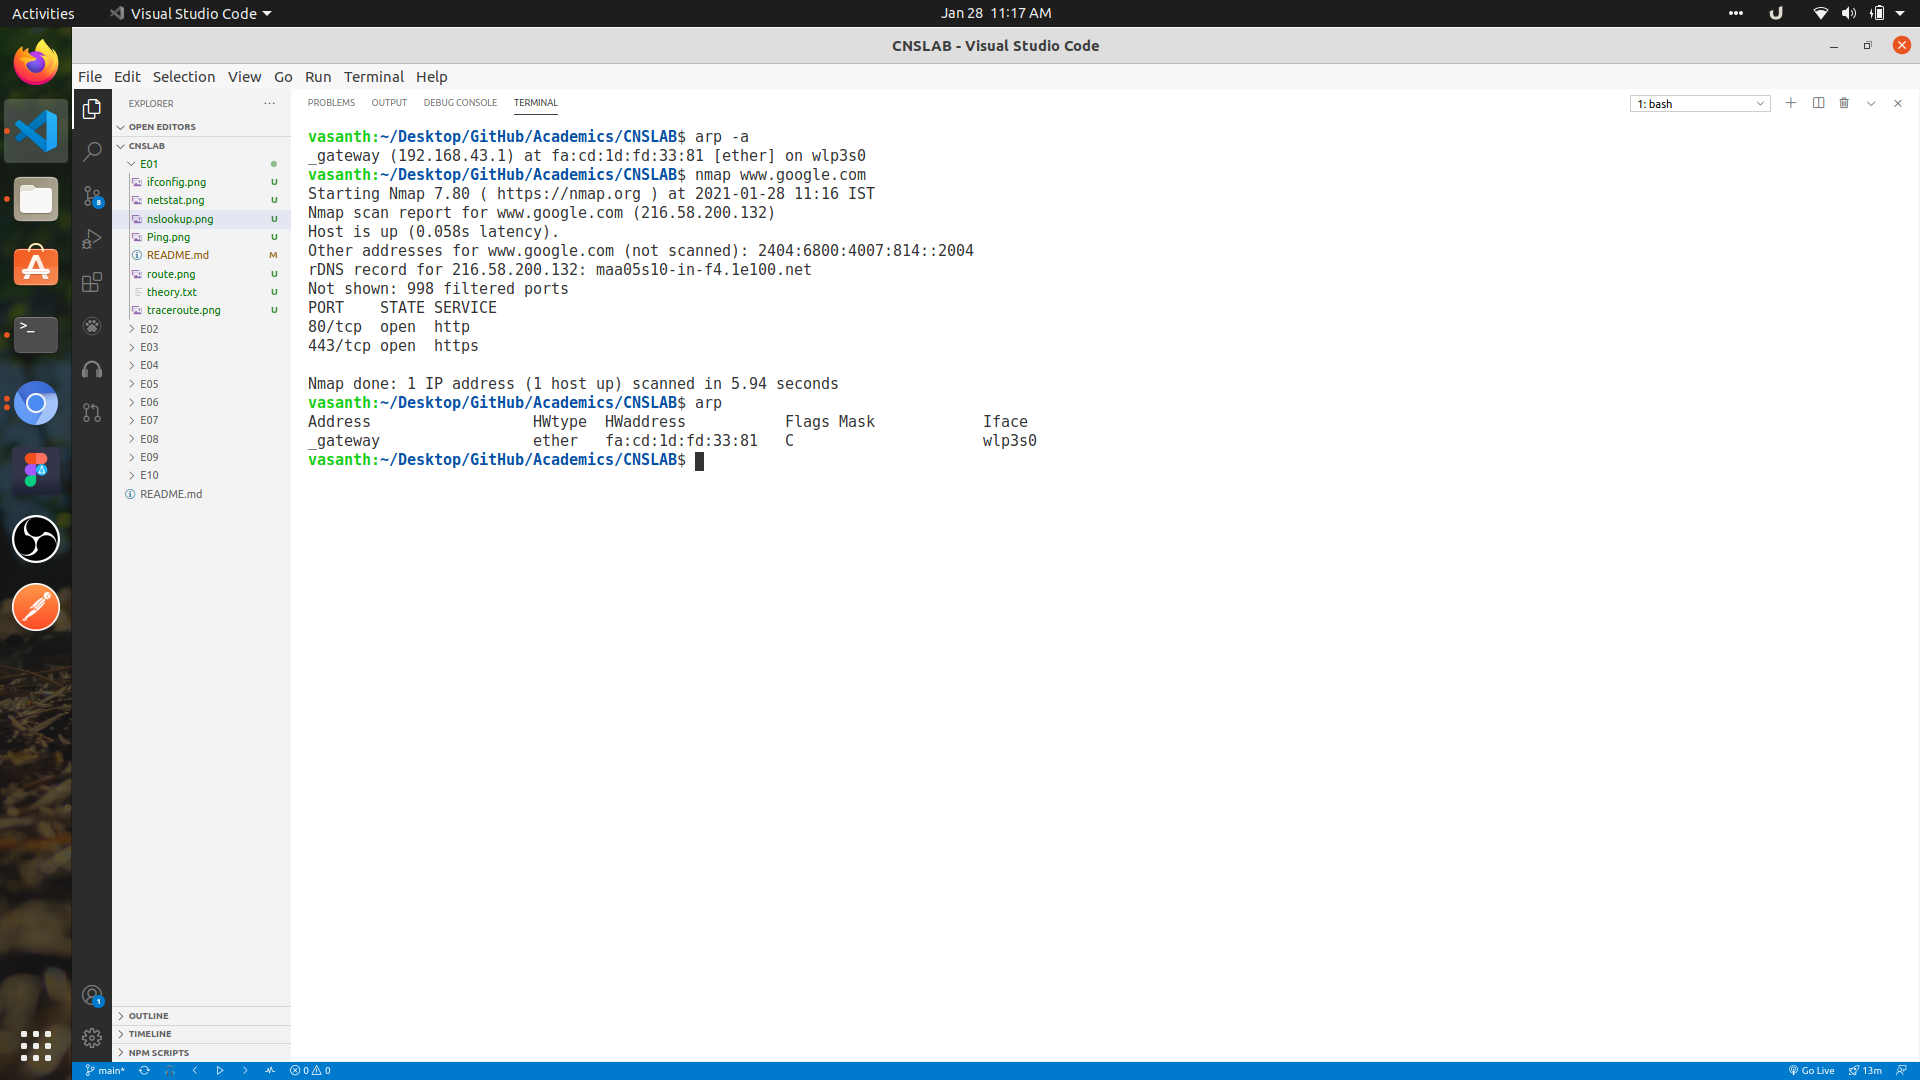 Activities
Visual Studio Code
Jan 28 11:17 AM
CNSLAB - Visual Studio Code
File Edit Selection View Go Run Terminal Help
EXPLORER
OPEN EDITORS
CNSLAB
E01
ifconfig.png U
netstat.png U
nslookup.png U
Ping.png U
README.md M
route.png U
theory.txt U
traceroute.png U
E02
E03
E04
E05
E06
E07
E08
E09
E10
README.md
OUTLINE
TIMELINE
NPM SCRIPTS
8
1
PROBLEMS OUTPUT DEBUG CONSOLE TERMINAL
1: bash
vasanth:~/Desktop/GitHub/Academics/CNSLAB$ arp -a
_gateway (192.168.43.1) at fa:cd:1d:fd:33:81 [ether] on wlp3s0
vasanth:~/Desktop/GitHub/Academics/CNSLAB$ nmap www.google.com
Starting Nmap 7.80 ( https://nmap.org ) at 2021-01-28 11:16 IST
Nmap scan report for www.google.com (216.58.200.132)
Host is up (0.058s latency).
Other addresses for www.google.com (not scanned): 2404:6800:4007:814::2004
rDNS record for 216.58.200.132: maa05s10-in-f4.1e100.net
Not shown: 998 filtered ports
PORT    STATE SERVICE
80/tcp  open  http
443/tcp open  https
Nmap done: 1 IP address (1 host up) scanned in 5.94 seconds
vasanth:~/Desktop/GitHub/Academics/CNSLAB$ arp
Address                  HWtype  HWaddress           Flags Mask            Iface
_gateway                 ether   fa:cd:1d:fd:33:81   C                     wlp3s0
vasanth:~/Desktop/GitHub/Academics/CNSLAB$
main* 0 0
Go Live 13m